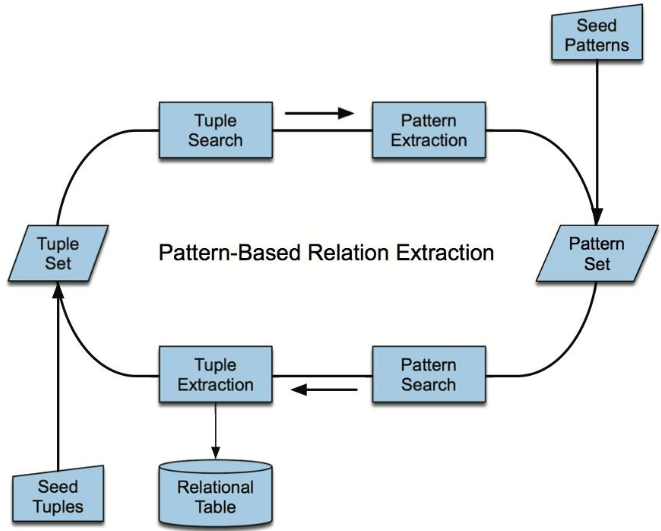 Seed
Patterns
Tuple
Search
Pattern
Extraction
Tuple
Set
Pattern-Based Relation Extraction
Pattern
Set
Tuple
Extraction
Pattern
Search
Seed
Tuples
Relational
Table